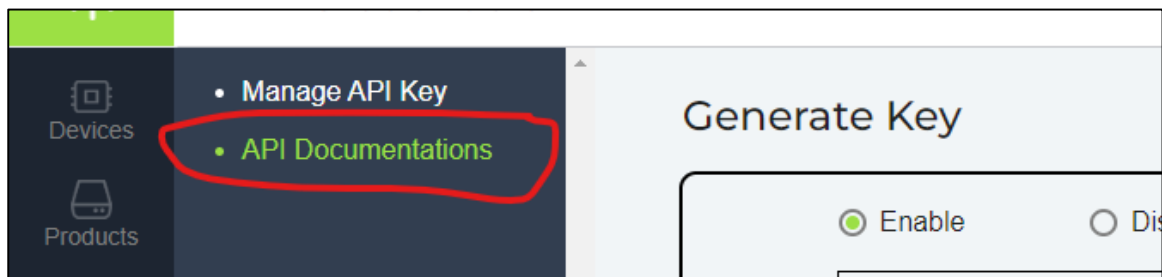 Devices
Products
Manage API Key
API Documentations
Generate Key
Enable